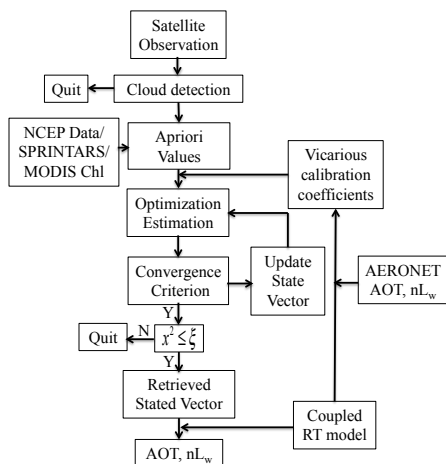 Satellite
Observation
Quit
Cloud detection
NCEP Data/
SPRINTARS/
MODIS Chl
Apriori
Values
Vicarious
calibration
coefficients
Optimization
Estimation
Convergence
Criterion
Update
State
Vector
AERONET
AOT, nLw
Y
Quit
N
x² ≤ ξ
Y
Retrieved
Stated Vector
Coupled
RT model
AOT, nLw